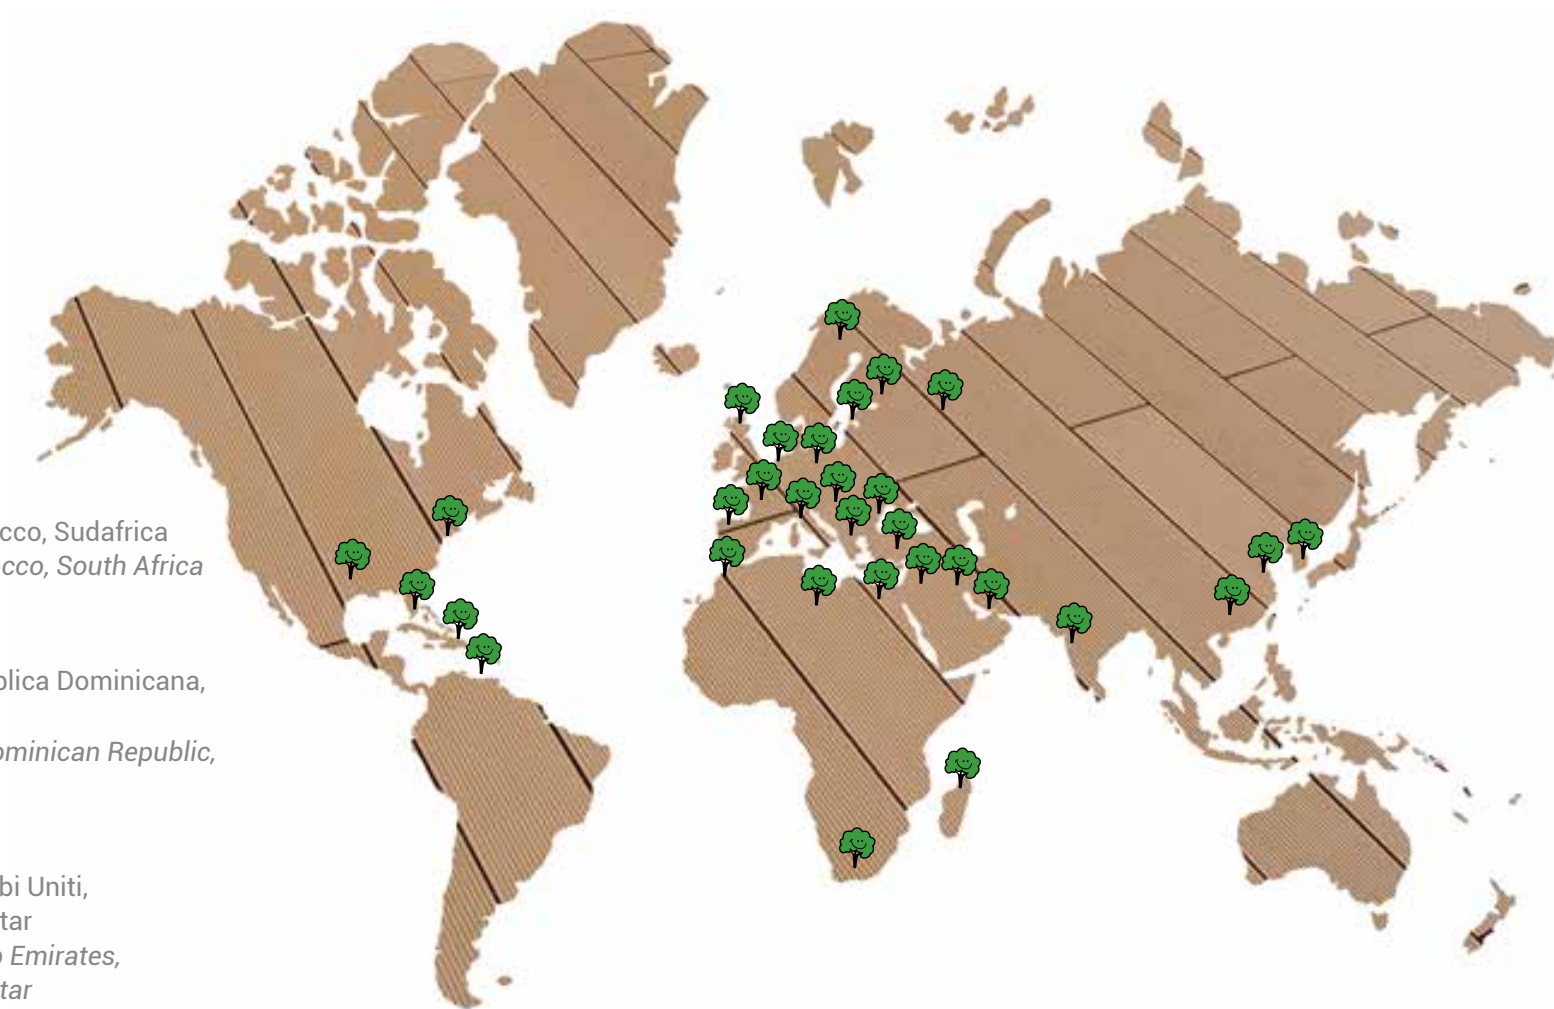 cco, Sudafrica
cco, South Africa
blica Dominicana,
ominican Republic,
bi Uniti,
tar
Emirates,
tar